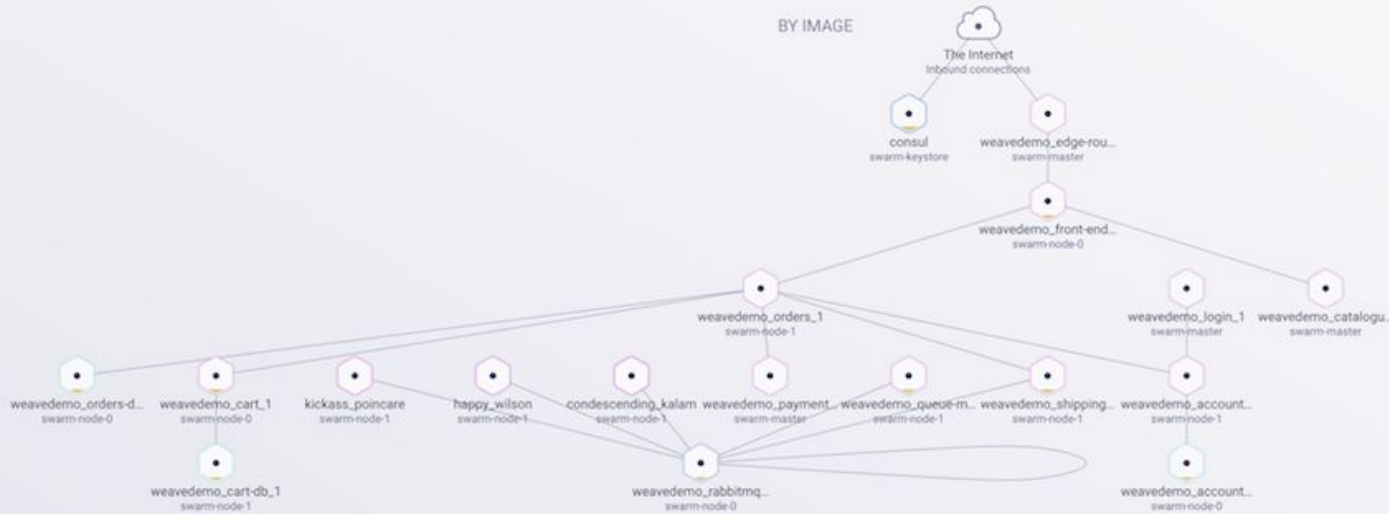 BY IMAGE
The Internet
Inbound connections
consul
swarm-keystore
weavedemo_edge-rou...
swarm-master
weavedemo_front-end...
swarm-node-0
weavedemo_orders_1
swarm-node-1
weavedemo_login_1
swarm-master
weavedemo_catalogu...
swarm-master
weavedemo_orders-d...
swarm-node-0
weavedemo_cart_1
swarm-node-0
kickass_poincare
swarm-node-1
happy_wilson
swarm-node-1
condescending_kalam
swarm-node-1
weavedemo_payment...
swarm-master
weavedemo_queue-m...
swarm-node-1
weavedemo_shipping...
swarm-node-1
weavedemo_account...
swarm-node-1
weavedemo_cart-db_1
swarm-node-1
weavedemo_rabbitmq...
swarm-node-0
weavedemo_account...
swarm-node-0